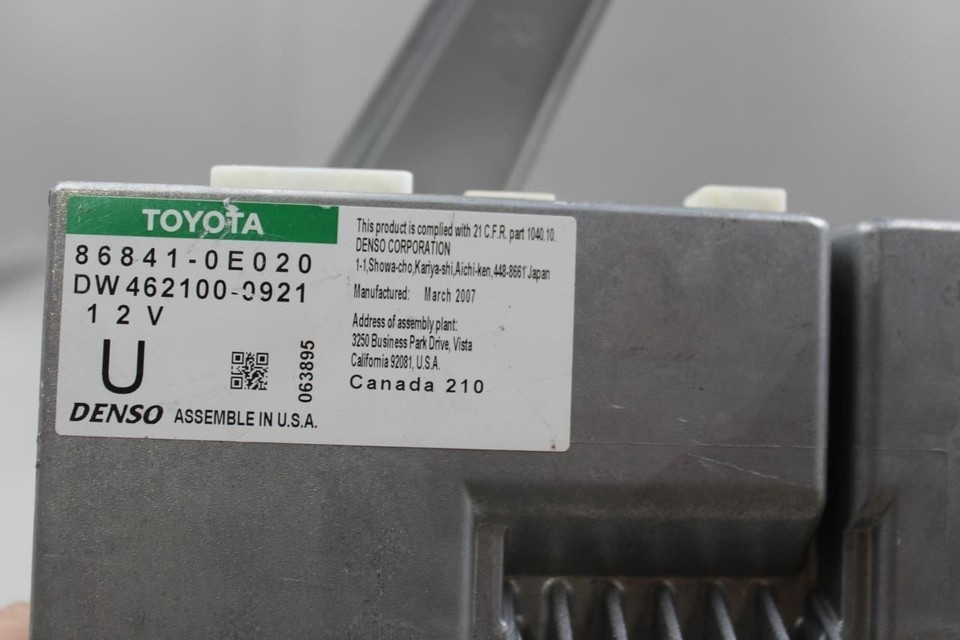 TOYOTA
86841-0E020
DW462100-0921
12V
U
063895
DENSO ASSEMBLE IN U.S.A.
This product is complied with 21 C.F.R. part 1040.10.
DENSO CORPORATION
1-1,Showa-cho,Kariya-shi,Aichi-ken,448-8661 Japan
Manufactured: March 2007
Address of assembly plant:
3250 Business Park Drive, Vista
California 92081, U.S.A.
Canada 210